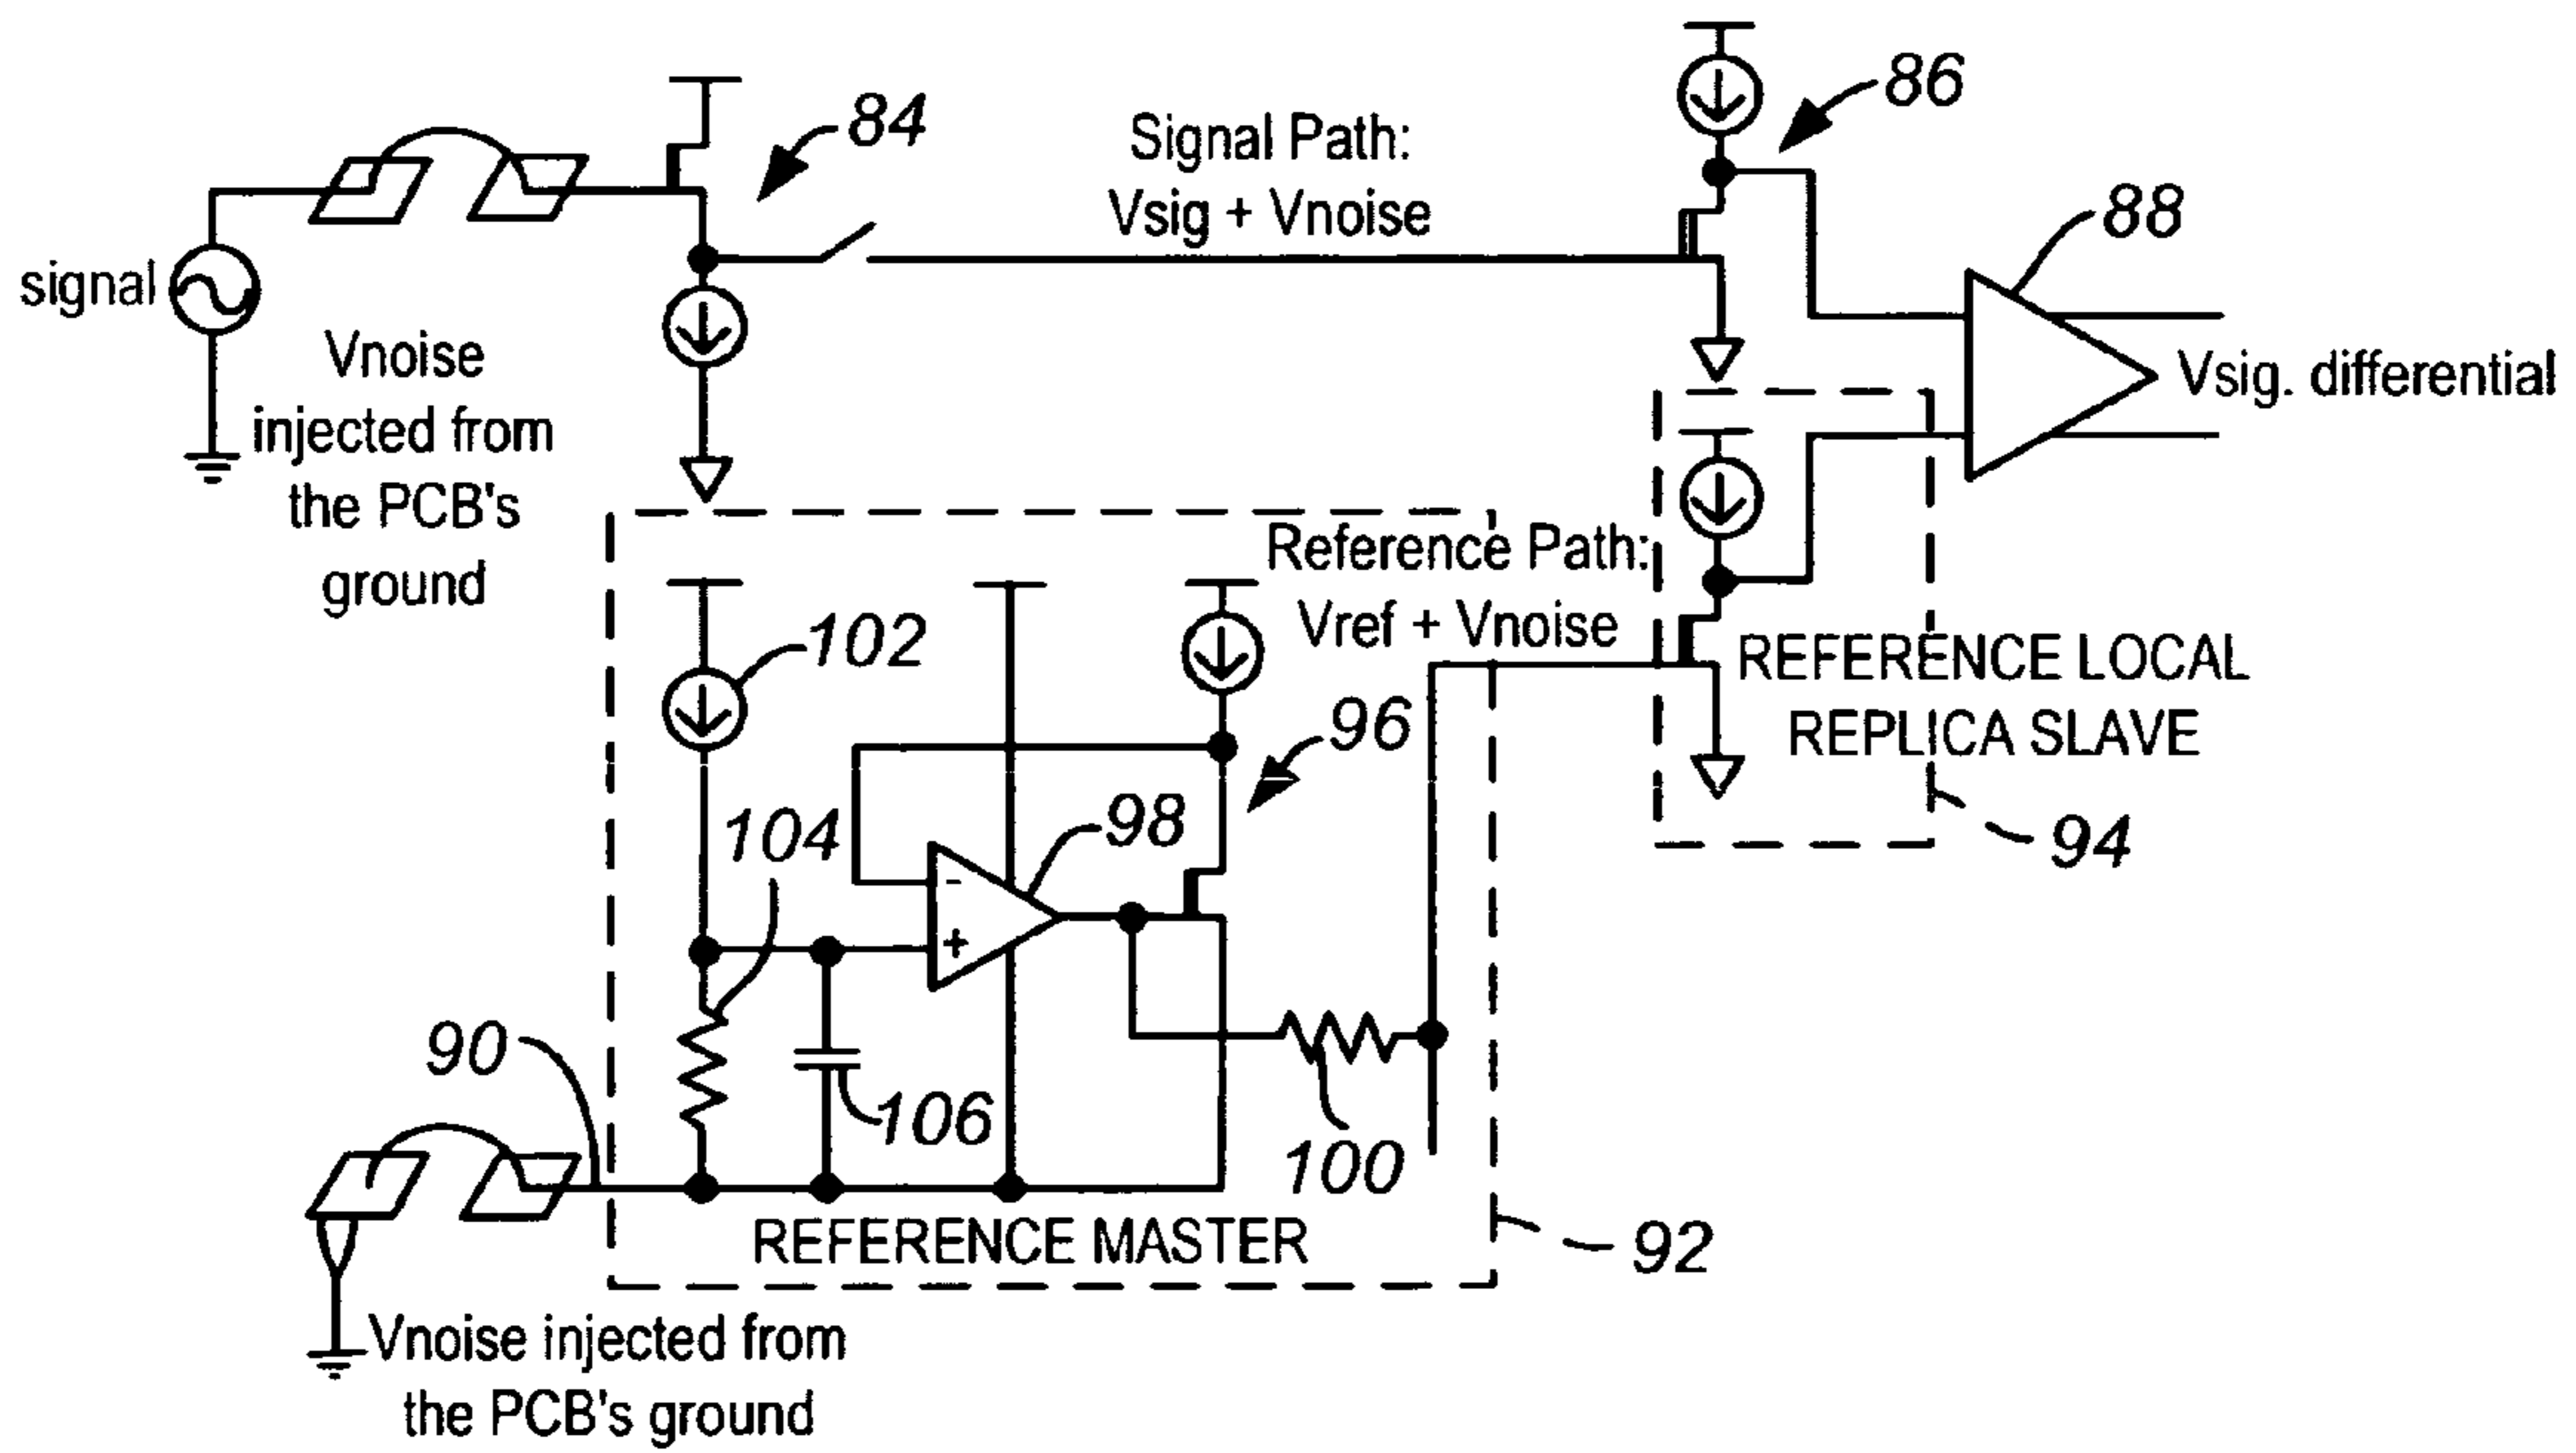 86
84
Signal Path:
Vsig + Vnoise
88
signal
Vnoise
injected from
the PCB's
ground
Vsig. differential
Reference Path:
Vref + Vnoise
102
REFERENCE LOCAL
REPLICA SLAVE
96
104
98
-
+
94
90
106
100
REFERENCE MASTER
92
Vnoise injected from
the PCB's ground